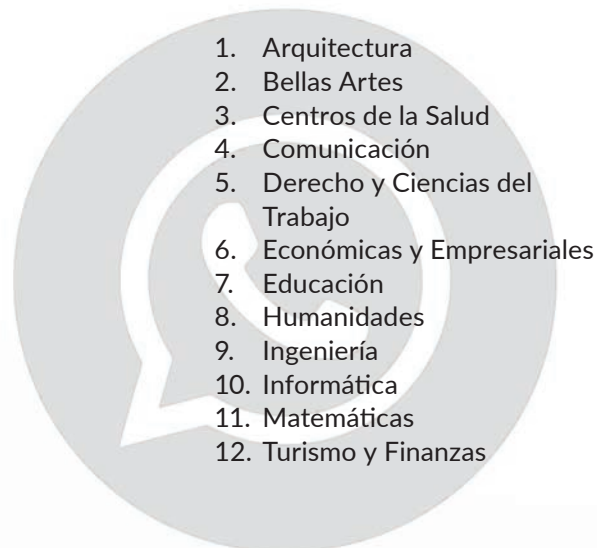 1. Arquitectura
2. Bellas Artes
3. Centros de la Salud
4. Comunicación
5. Derecho y Ciencias del
Trabajo
6. Económicas y Empresariales
7. Educación
8. Humanidades
9. Ingeniería
10. Informática
11. Matemáticas
12. Turismo y Finanzas